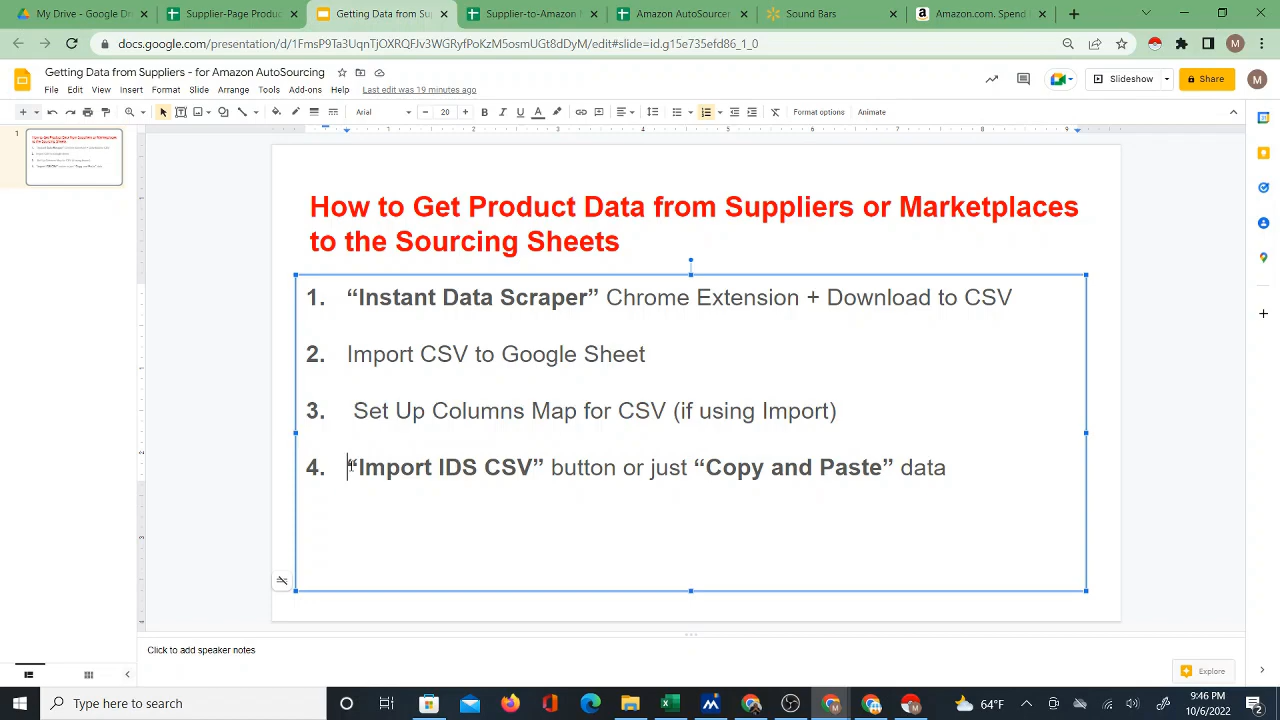 My Drive - Google Dri
Supplier-Page Produc
Getting Data from Su
Supplier-to-Amazon M
Amazon AutoSourcer
Sound Bars
Amazon.com. Spend
docs.google.com/presentation/d/1FmsP9Ta3UqnTjOXRQFJv3WGRyfPoKzM5osmUGt8dDyM/edit#slide=id.g15e735efd86_1_0
M
Getting Data from Suppliers - for Amazon AutoSourcing
File Edit View Insert Format Slide Arrange Tools Add-ons Help Last edit was 19 minutes ago
Slideshow
Share
M
Arial
20
Format options
Animate
1
How to Get Product Data from Suppliers or Marketplaces
to the Sourcing Sheets
1. “Instant Data Scraper” Chrome Extension + Download to CSV
2. Import CSV to Google Sheet
3. Set Up Columns Map for CSV (if using Import)
4. “Import IDS CSV” button or just “Copy and Paste” data
Click to add speaker notes
Explore
Type here to search
64°F
9:46 PM
10/6/2022